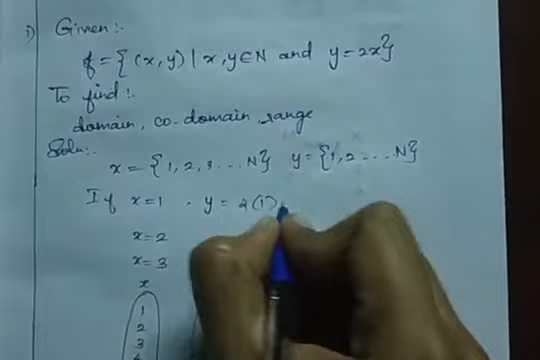 1) Given:-
f = {(x, y) | x, y ∈ N and y = 2x}
To find:-
domain, co-domain, range
Soln:-
x = {1, 2, 3 ... N} y = {1, 2 ... N}
If x = 1 . y = 2(1)
x = 2
x = 3
x
1
2
3
4